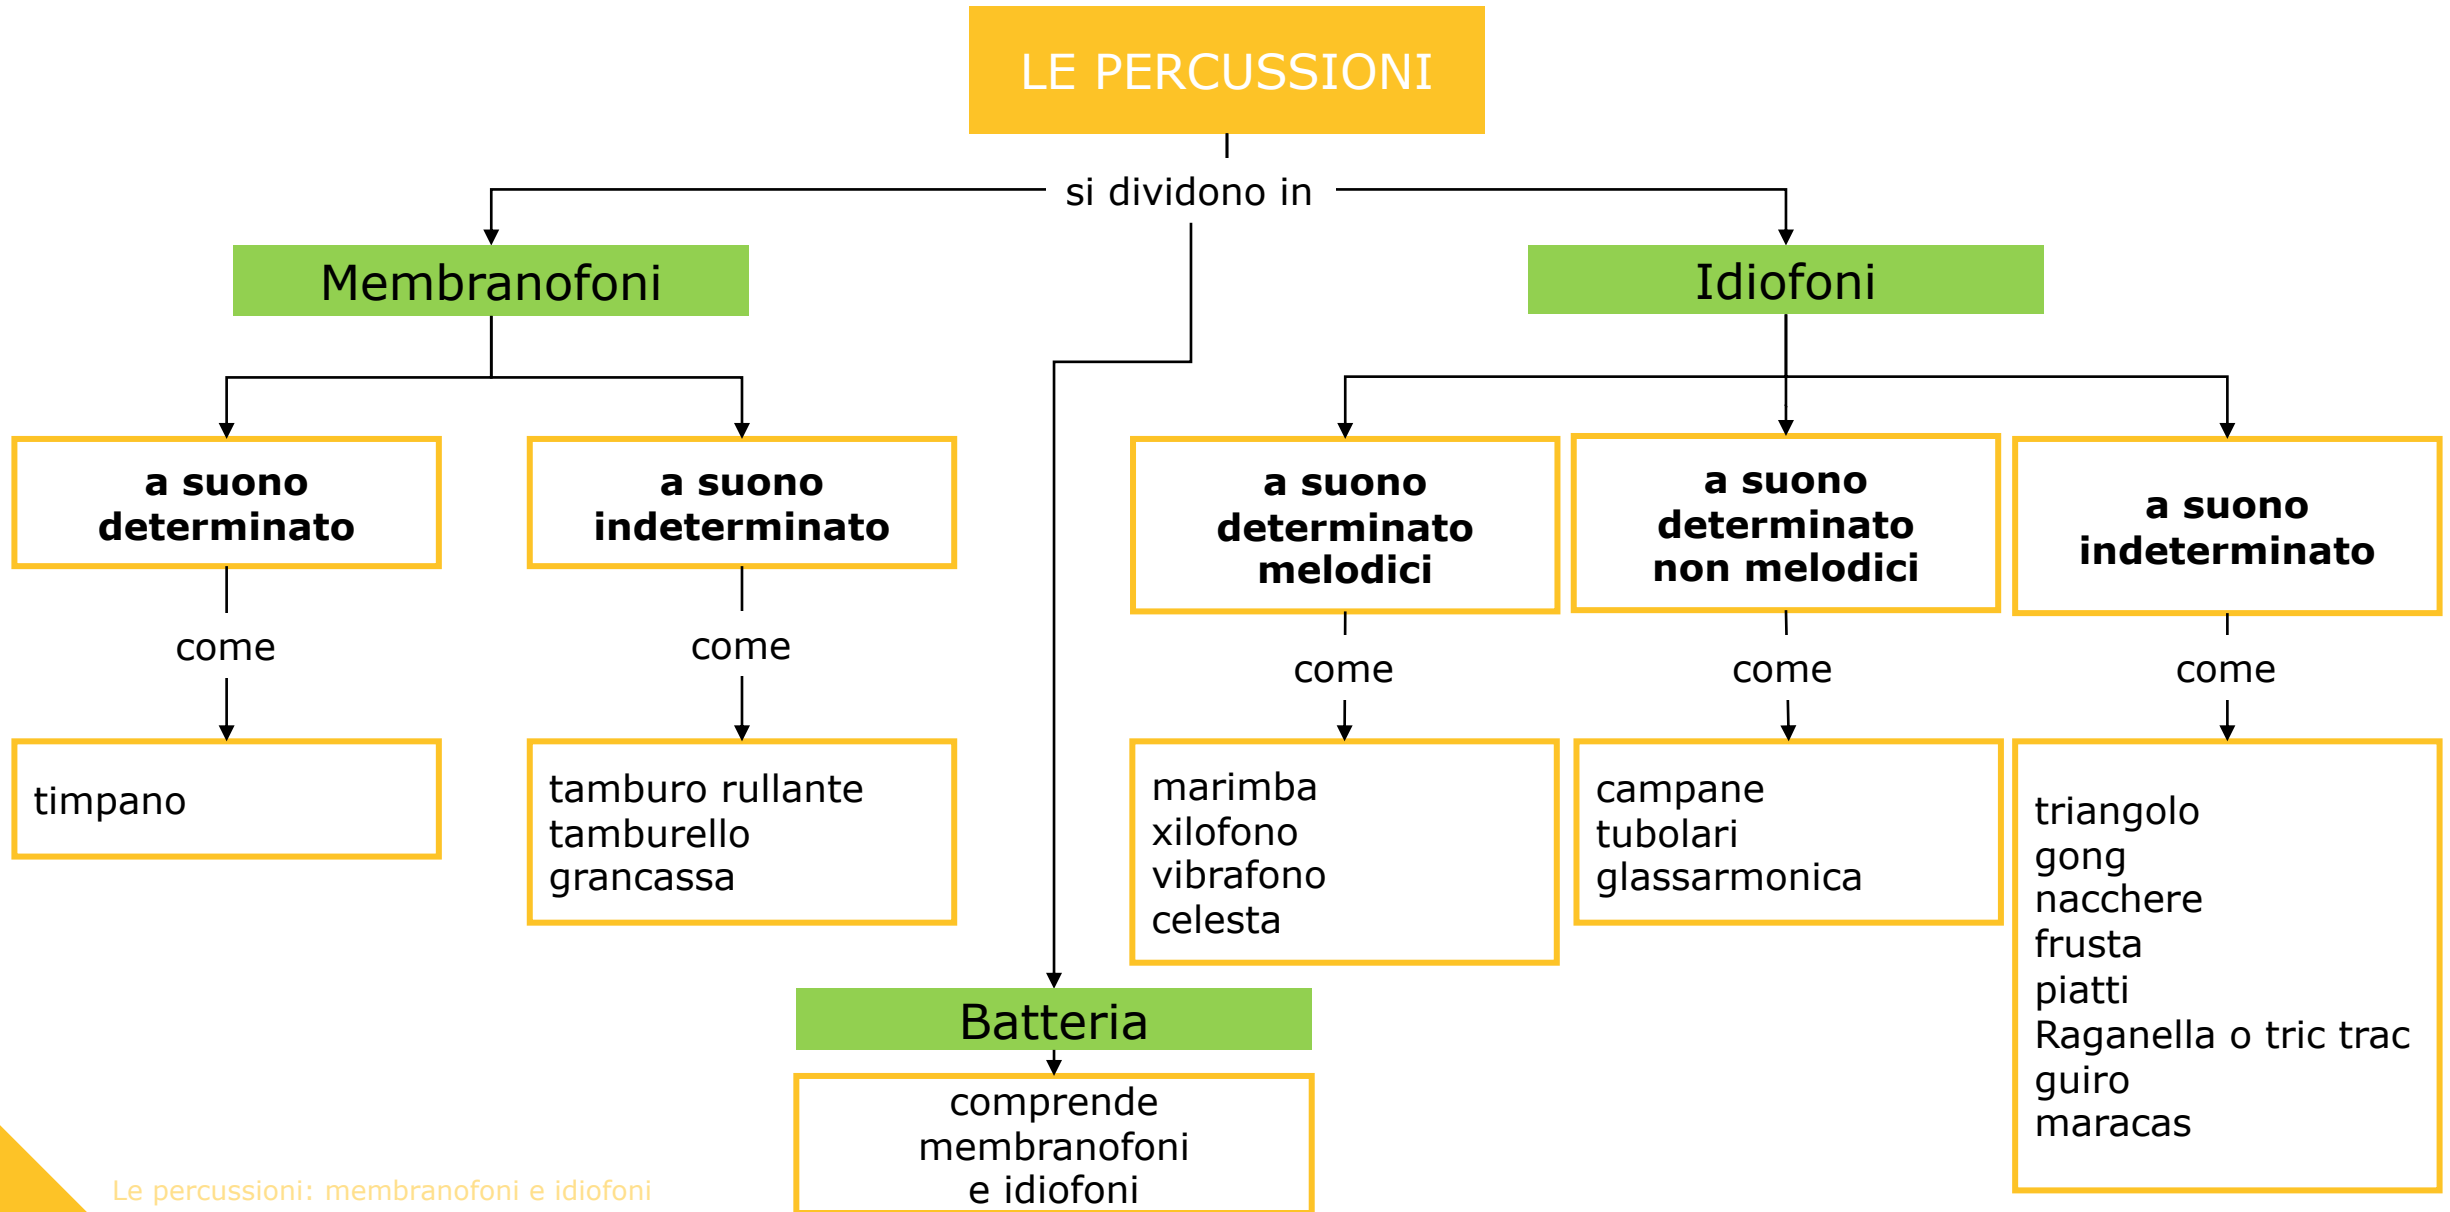 LE PERCUSSIONI
si dividono in
Membranofoni
Idiofoni
a suono
determinato
a suono
indeterminato
a suono
determinato
melodici
a suono
determinato
non melodici
a suono
indeterminato
come
come
come
come
come
timpano
tamburo rullante
tamburello
grancassa
marimba
xilofono
vibrafono
celesta
campane
tubolari
glassarmonica
triangolo
gong
nacchere
frusta
piatti
Raganella o tric trac
guiro
maracas
Batteria
comprende
membranofoni
e idiofoni
Le percussioni: membranofoni e idiofoni